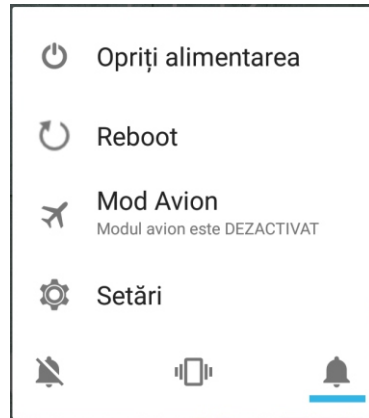 Opriți alimentarea
Reboot
Mod Avion
Modul avion este DEZACTIVAT
Setări